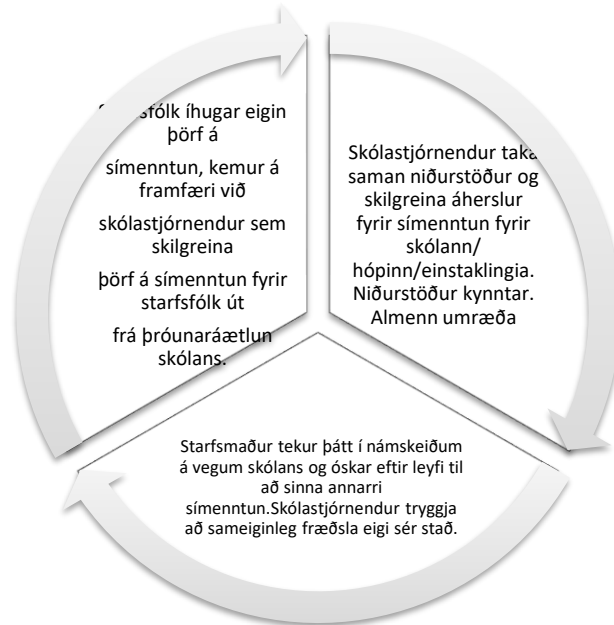 íhugar eigin
þörf á
símenntun, kemur á
framfæri við
skólastjórnendur sem
skilgreina
þörf á símenntun fyrir
starfsfólk út
frá þróunaráætlun
skólans.
Skólastjórnendur taka
saman niðurstöður og
skilgreina áherslur
fyrir símenntun fyrir
skólann/
hópinn/einstaklingia.
Niðurstöður kynntar.
Almenn umræða
Starfsmaður tekur þátt í námskeiðum
á vegum skólans og óskar eftir leyfi til
að sinna annarri
símenntun.Skólastjórnendur tryggja
að sameiginleg fræðsla eigi sér stað.